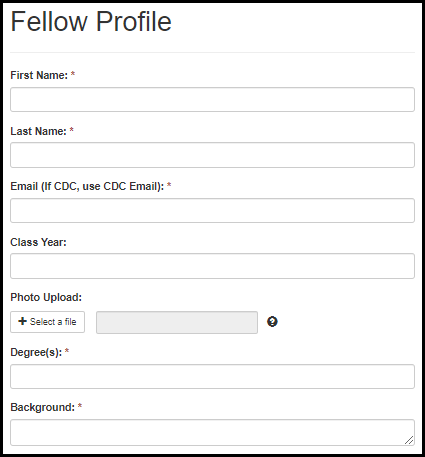 Fellow Profile
First Name: *
Last Name: *
Email (If CDC, use CDC Email): *
Class Year:
Photo Upload:
+ Select a file ?
Degree(s): *
Background: *